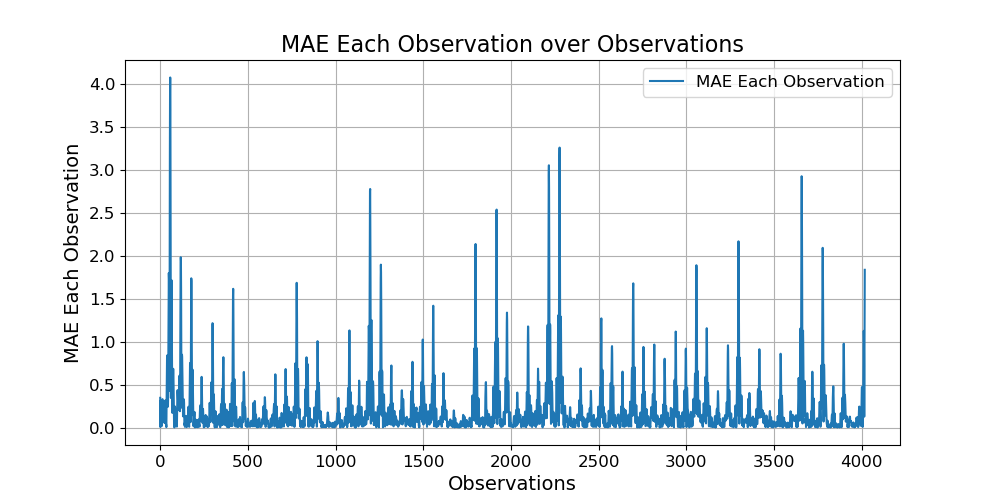 MAE Each Observation over Observations
MAE Each Observation
MAE Each Observation
4.0
3.5
3.0
2.5
2.0
1.5
1.0
0.5
0.0
0 500 1000 1500 2000 2500 3000 3500 4000
Observations